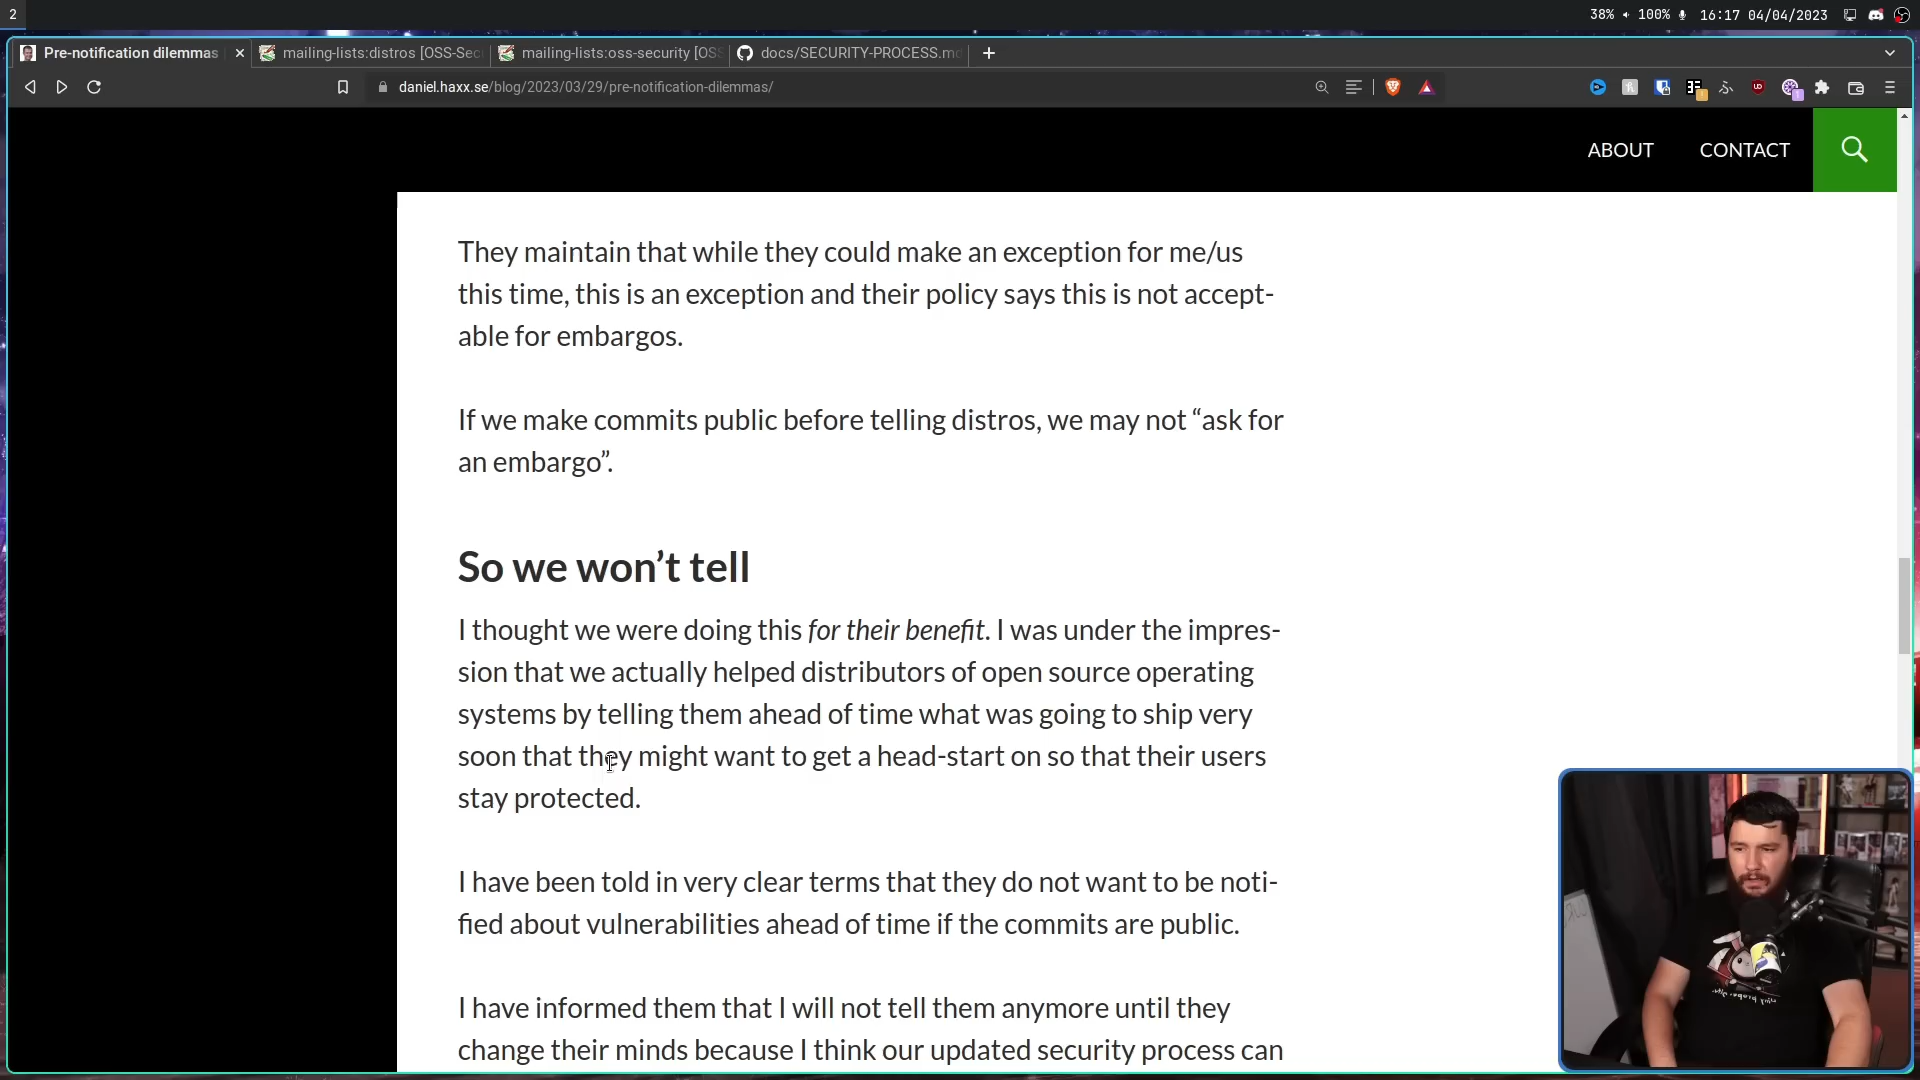 2
38%
100%
16:17 04/04/2023
Pre-notification dilemmas
mailing-lists:distros [OSS-Sec
mailing-lists:oss-security [OSS
docs/SECURITY-PROCESS.md
daniel.haxx.se/blog/2023/03/29/pre-notification-dilemmas/
ABOUT
CONTACT
They maintain that while they could make an exception for me/us
this time, this is an exception and their policy says this is not accept-
able for embargos.
If we make commits public before telling distros, we may not “ask for
an embargo”.
So we won’t tell
I thought we were doing this for their benefit. I was under the impres-
sion that we actually helped distributors of open source operating
systems by telling them ahead of time what was going to ship very
soon that they might want to get a head-start on so that their users
stay protected.
I have been told in very clear terms that they do not want to be noti-
fied about vulnerabilities ahead of time if the commits are public.
I have informed them that I will not tell them anymore until they
change their minds because I think our updated security process can